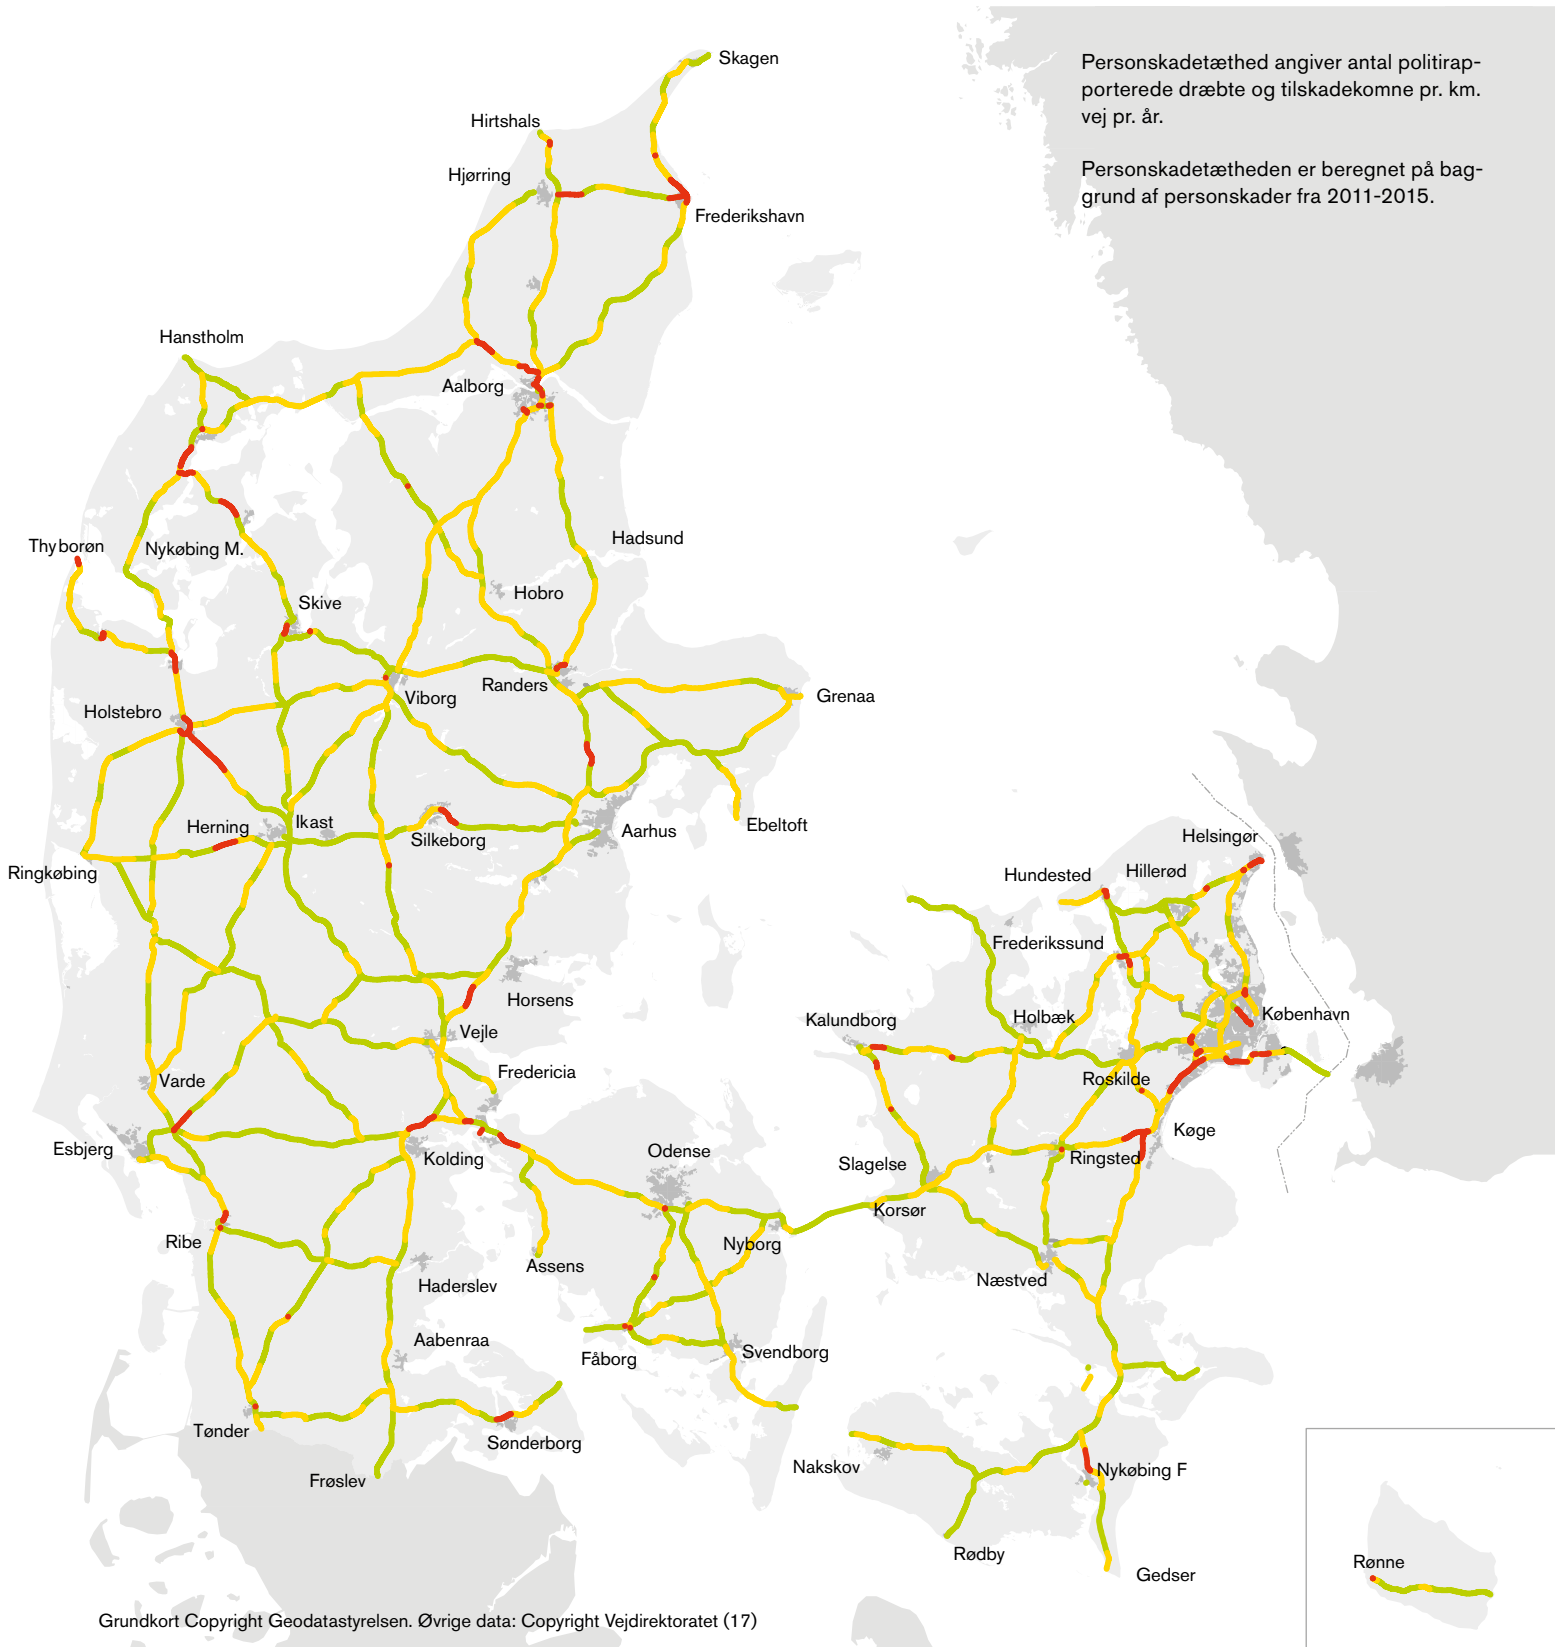 Personskadetæthed angiver antal politirap-
porterede dræbte og tilskadekomne pr. km.
vej pr. år.
Personskadetætheden er beregnet på bag-
grund af personskader fra 2011-2015.
Skagen
Hirtshals
Hjørring
Frederikshavn
Hanstholm
Aalborg
Thyborøn
Nykøbing M.
Hadsund
Hobro
Skive
Randers
Viborg
Grenaa
Holstebro
Herning
Ikast
Silkeborg
Aarhus
Ebeltoft
Helsingør
Ringkøbing
Hundested
Hillerød
Frederikssund
Horsens
Kalundborg
Holbæk
København
Vejle
Fredericia
Varde
Roskilde
Køge
Esbjerg
Kolding
Odense
Slagelse
Ringsted
Korsør
Ribe
Nyborg
Assens
Haderslev
Næstved
Aabenraa
Fåborg
Svendborg
Tønder
Sønderborg
Frøslev
Nakskov
Nykøbing F
Rødby
Gedser
Rønne
Grundkort Copyright Geodatastyrelsen. Øvrige data: Copyright Vejdirektoratet (17)